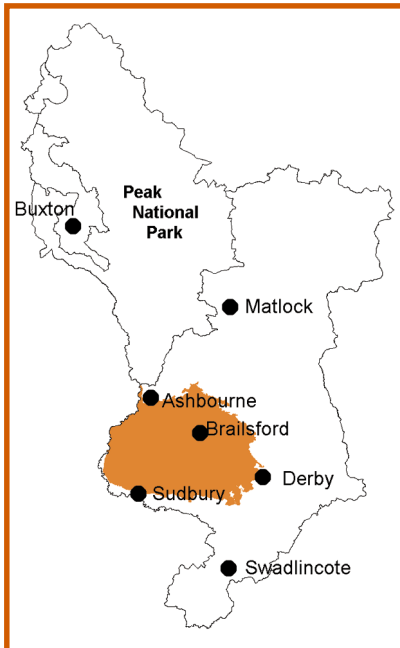 Peak
National
Park
Buxton
Matlock
Ashbourne
Brailsford
Derby
Sudbury
Swadlincote